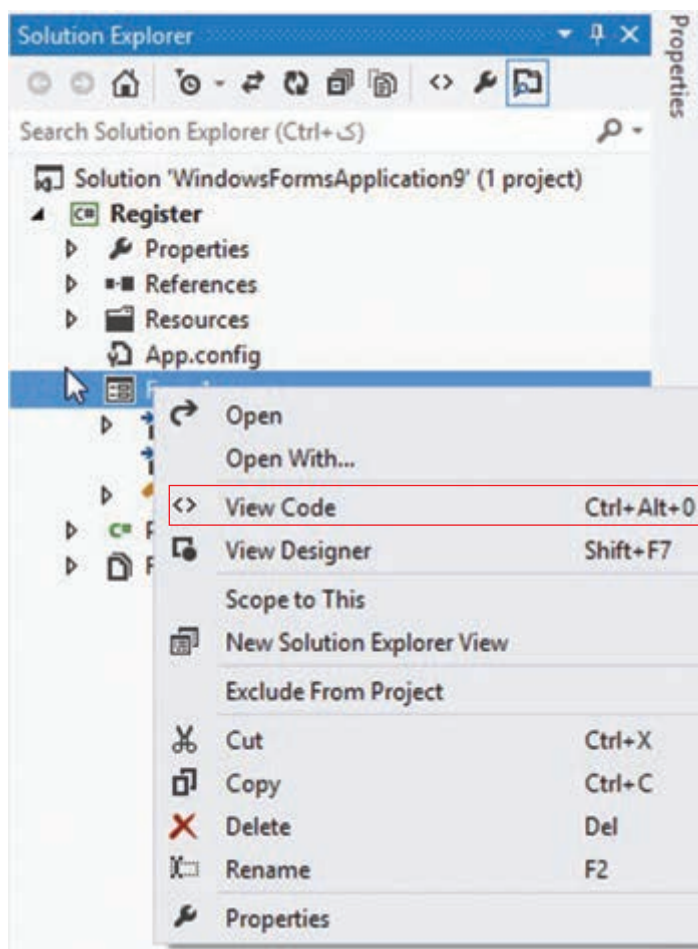 Solution Explorer
Properties
Search Solution Explorer (Ctrl+ک)
Solution 'WindowsFormsApplication9' (1 project)
Register
Properties
References
Resources
App.config
Open
Open With...
View Code Ctrl+Alt+0
View Designer Shift+F7
Scope to This
New Solution Explorer View
Exclude From Project
Cut Ctrl+X
Copy Ctrl+C
Delete Del
Rename F2
Properties